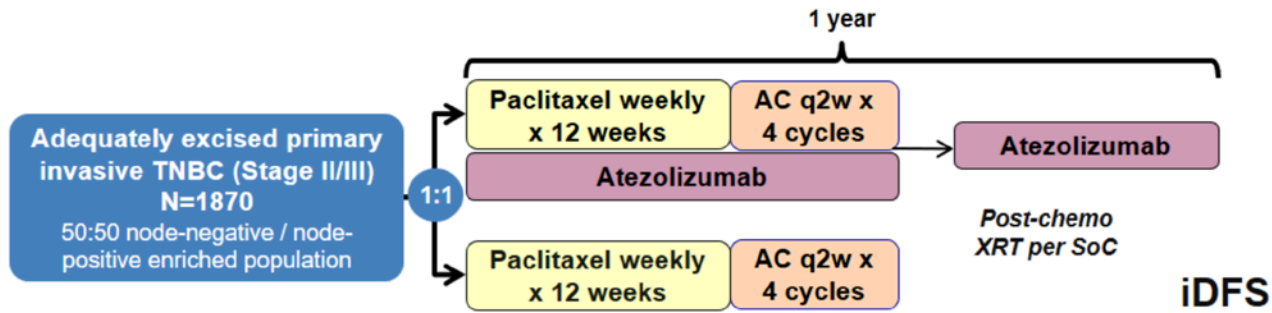 1 year
Adequately excised primary
invasive TNBC (Stage II/III)
N=1870
50:50 node-negative / node-
positive enriched population
1:1
Paclitaxel weekly
x 12 weeks
AC q2w x
4 cycles
Atezolizumab
Atezolizumab
Post-chemo
XRT per SoC
Paclitaxel weekly
x 12 weeks
AC q2w x
4 cycles
iDFS